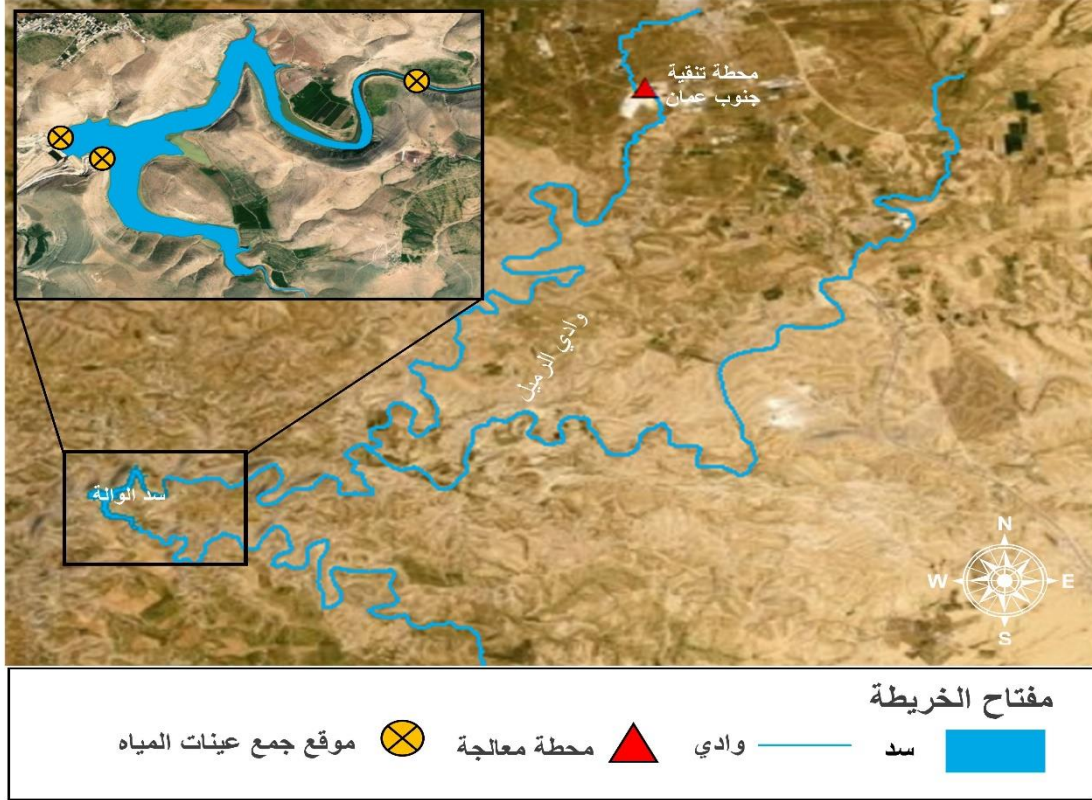 محطة تنقية
جنوب عمان
وادي الرميل
سد الوالة
N
W
E
S
مفتاح الخريطة
سد
وادي
محطة معالجة
موقع جمع عينات المياه